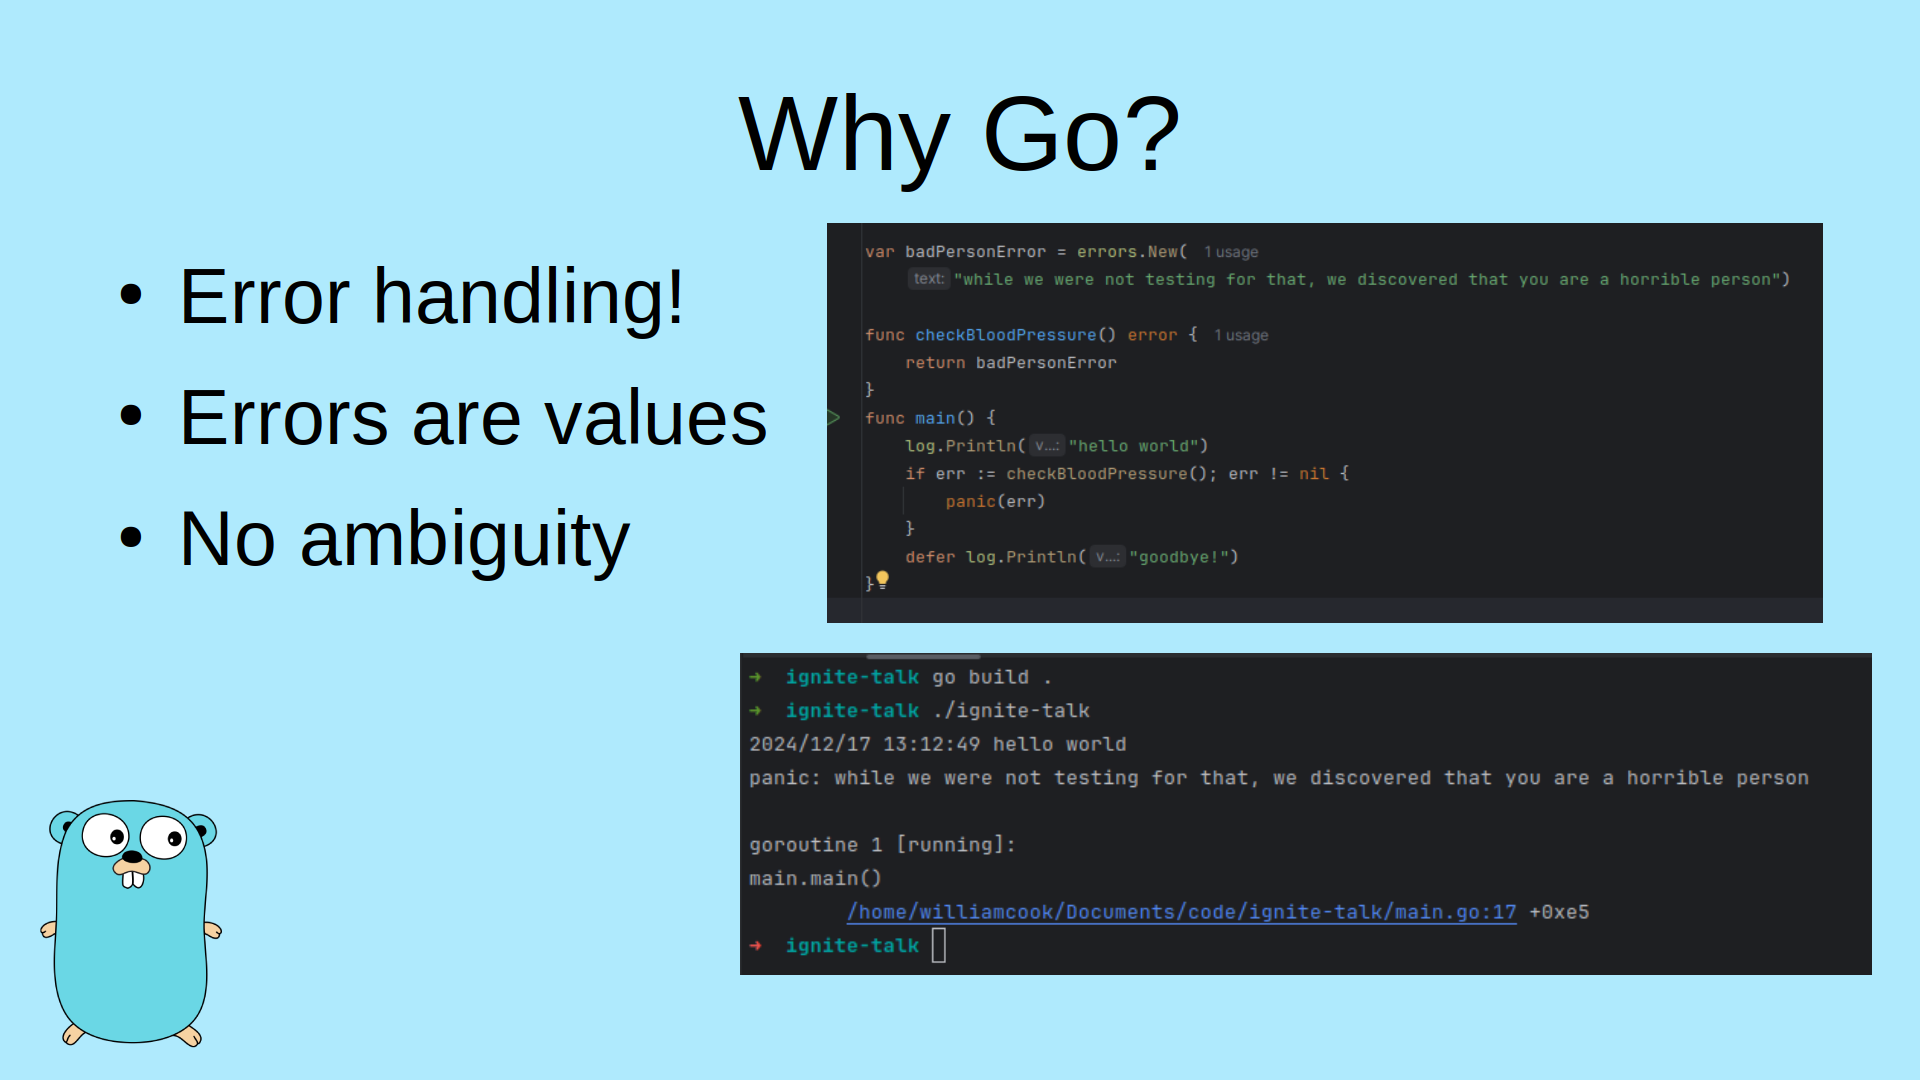 Why Go?
• Error handling!
• Errors are values
• No ambiguity
var badPersonError = errors.New( 1 usage
text: "while we were not testing for that, we discovered that you are a horrible person")
func checkBloodPressure() error { 1 usage
return badPersonError
}
func main() {
log.Println( v...: "hello world")
if err := checkBloodPressure(); err != nil {
panic(err)
}
defer log.Println( v...: "goodbye!")
}
➜ ignite-talk go build .
➜ ignite-talk ./ignite-talk
2024/12/17 13:12:49 hello world
panic: while we were not testing for that, we discovered that you are a horrible person
goroutine 1 [running]:
main.main()
/home/williamcook/Documents/code/ignite-talk/main.go:17 +0xe5
➜ ignite-talk